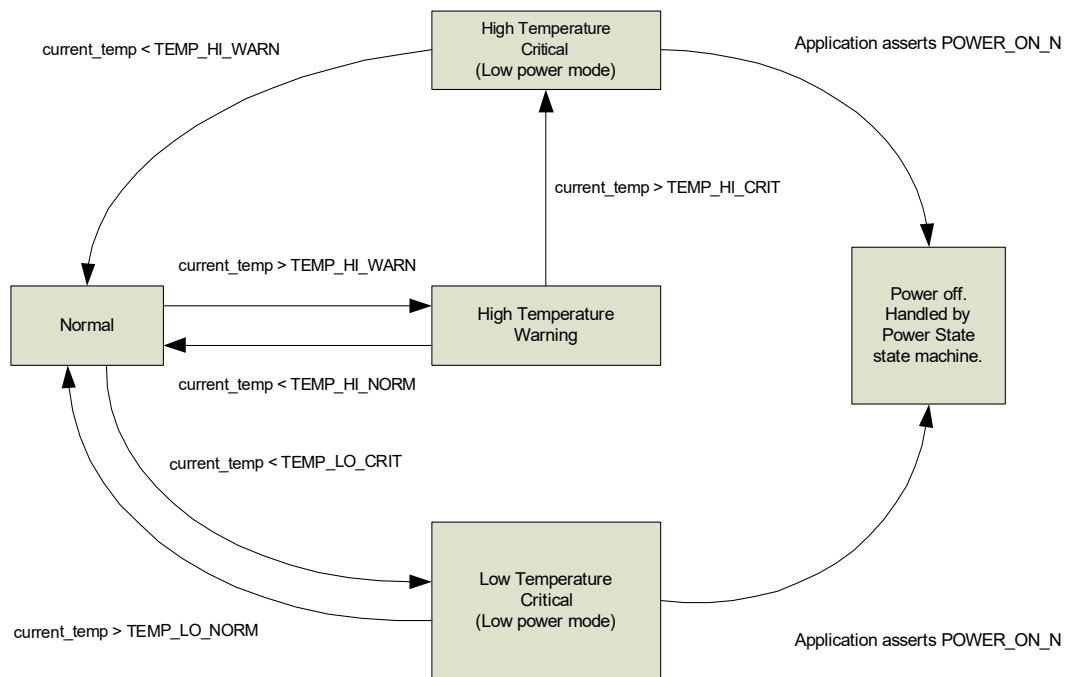 High Temperature
Critical
(Low power mode)
current_temp < TEMP_HI_WARN
Application asserts POWER_ON_N
current_temp > TEMP_HI_CRIT
current_temp > TEMP_HI_WARN
Normal
High Temperature
Warning
Power off.
Handled by
Power State
state machine.
current_temp < TEMP_HI_NORM
current_temp < TEMP_LO_CRIT
Low Temperature
Critical
(Low power mode)
current_temp > TEMP_LO_NORM
Application asserts POWER_ON_N